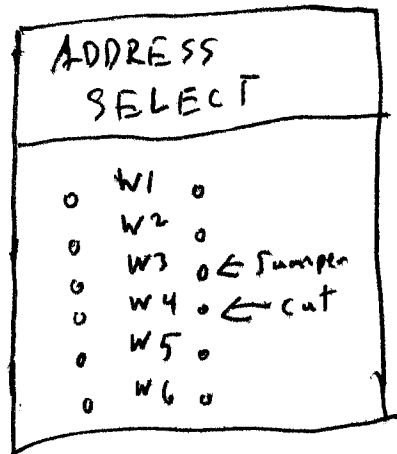 ADDRESS
SELECT
W1
W2
W3 ← Jumper
W4 ← cut
W5
W6